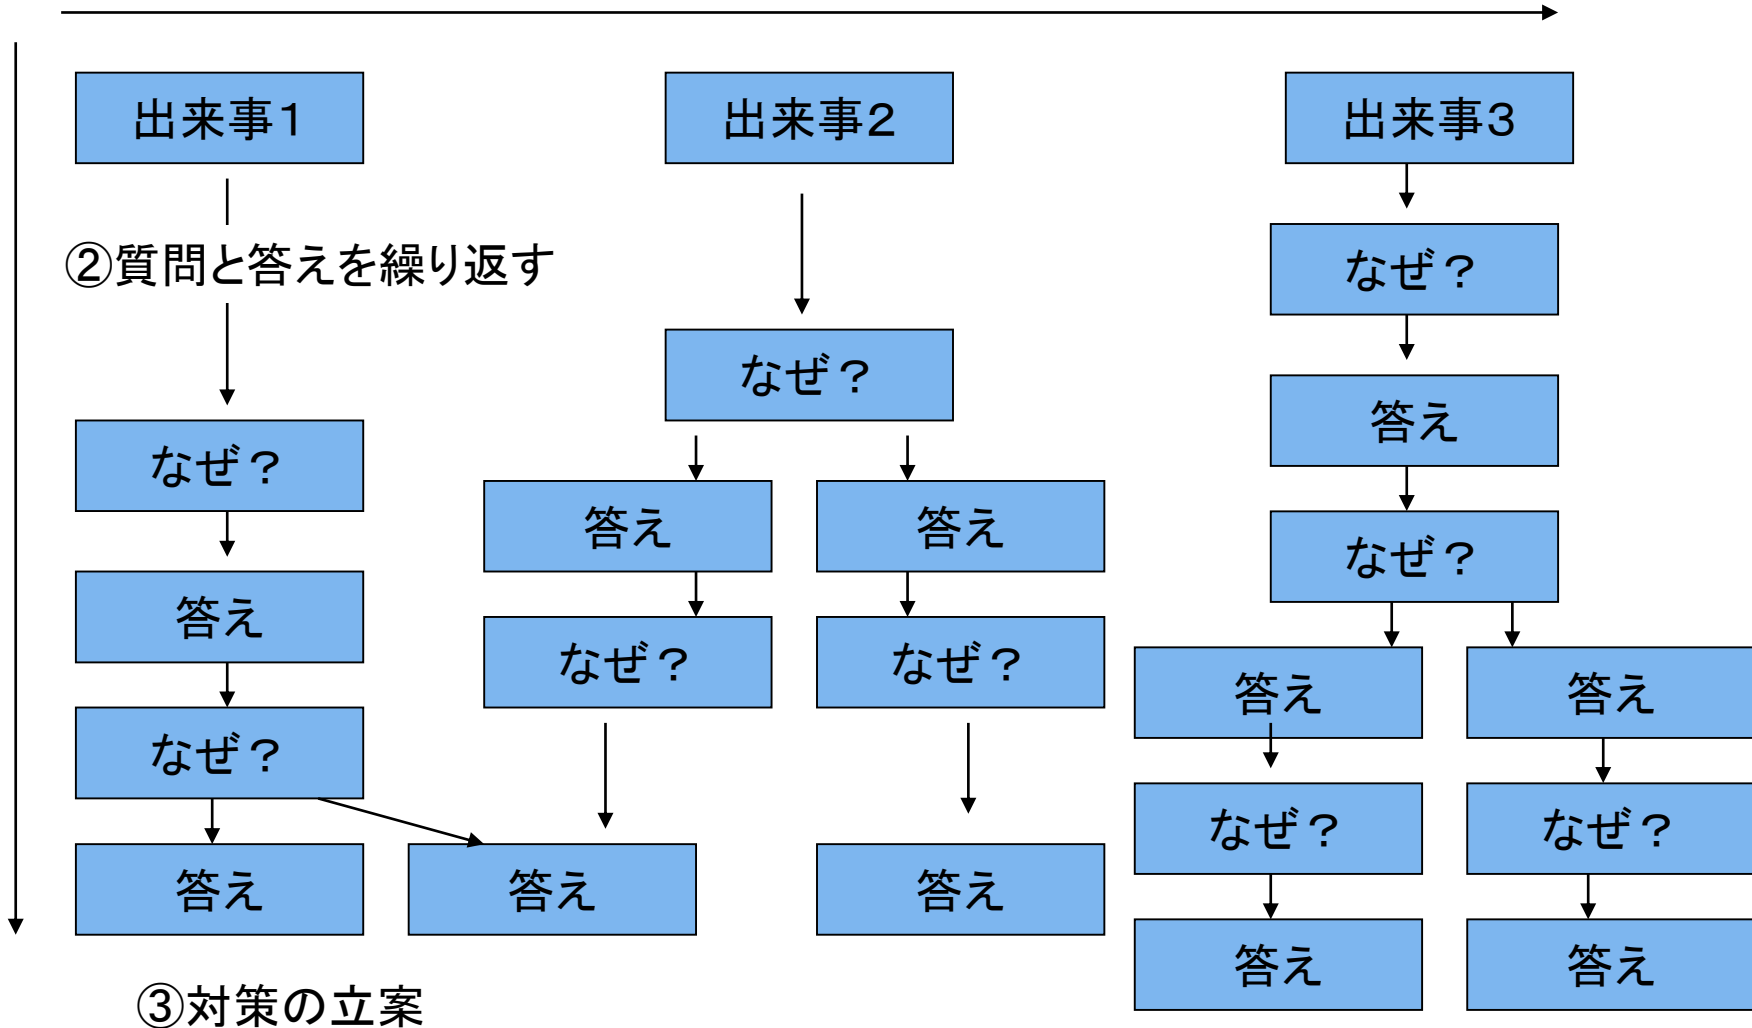 出来事1
出来事2
出来事3
②質問と答えを繰り返す
なぜ？
なぜ？
答え
なぜ？
答え
答え
なぜ？
答え
なぜ？
なぜ？
答え
答え
なぜ？
なぜ？
なぜ？
答え
答え
答え
答え
答え
③対策の立案